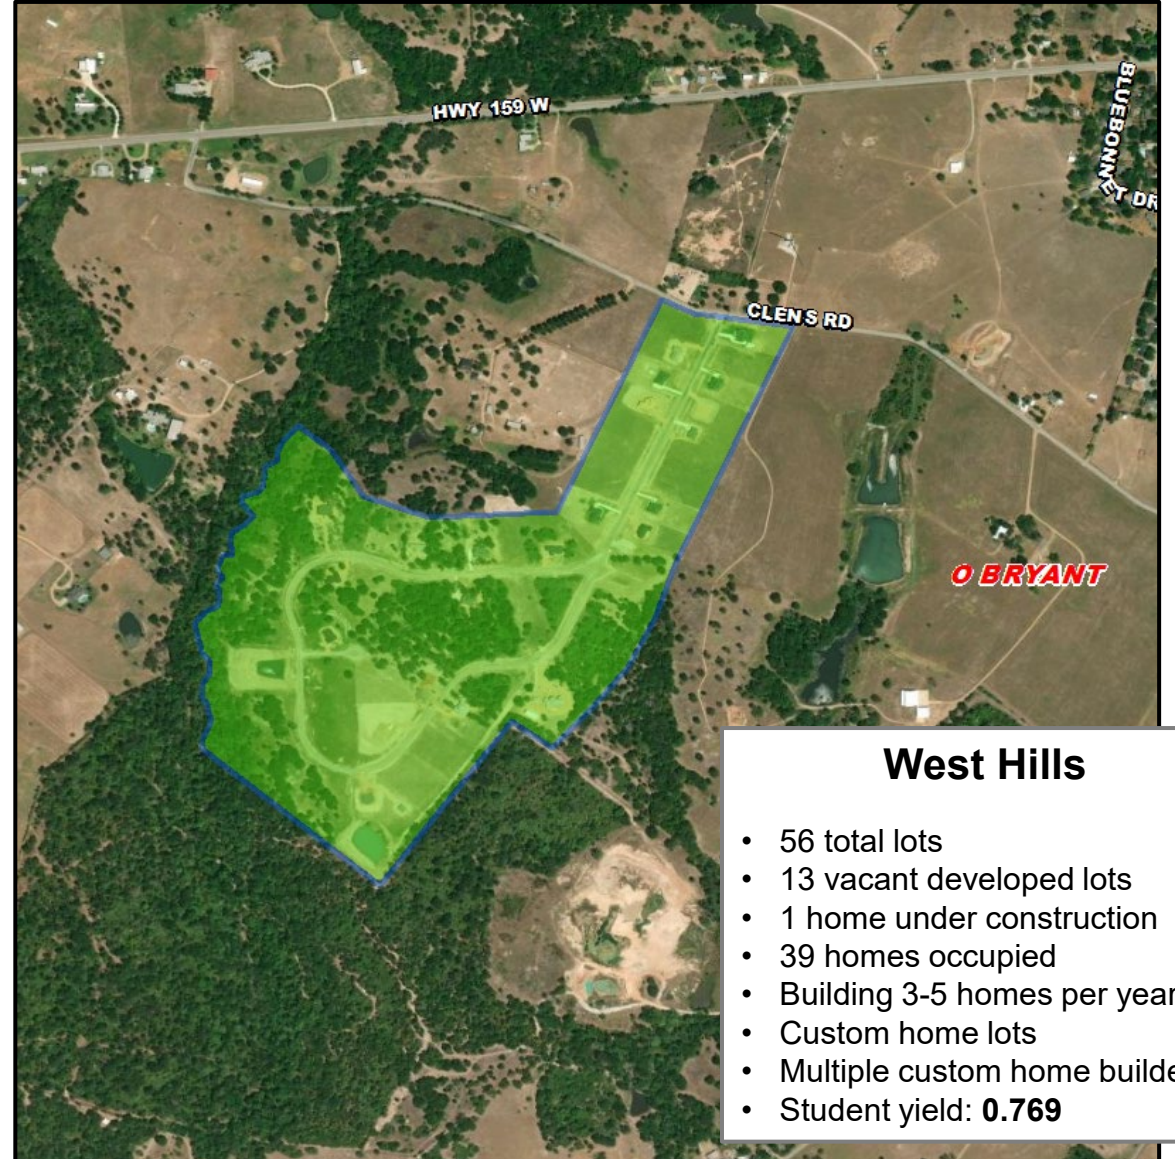 HWY 159 W
BLUEBONNET DR
CLENS RD
O BRYANT
West Hills
• 56 total lots
• 13 vacant developed lots
• 1 home under construction
• 39 homes occupied
• Building 3-5 homes per year
• Custom home lots
• Multiple custom home builde
• Student yield: 0.769